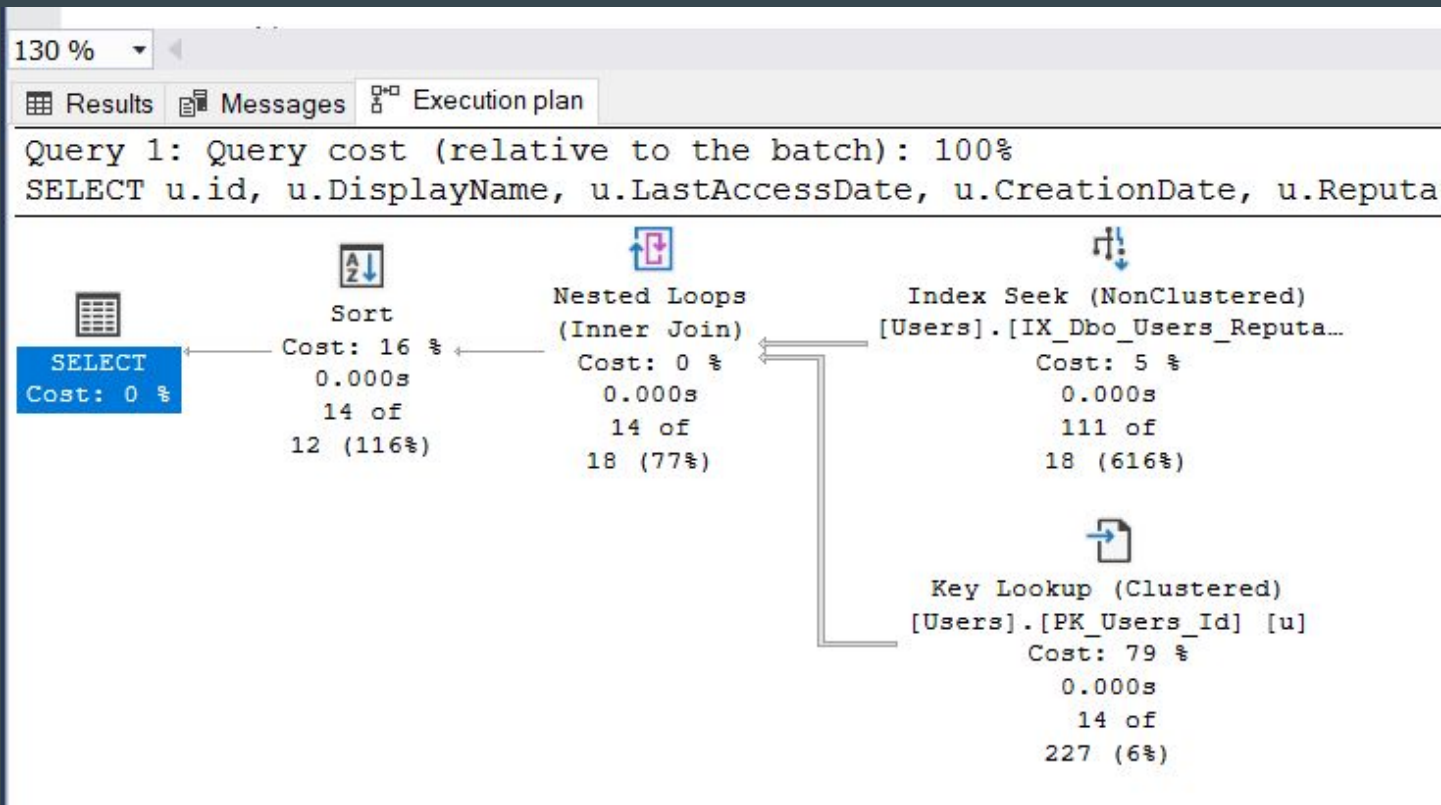 130 %
Results Messages Execution plan
Query 1: Query cost (relative to the batch): 100%
SELECT u.id, u.DisplayName, u.LastAccessDate, u.CreationDate, u.Reputa
SELECT
Cost: 0 %
Sort
Cost: 16 %
0.000s
14 of
12 (116%)
Nested Loops
(Inner Join)
Cost: 0 %
0.000s
14 of
18 (77%)
Index Seek (NonClustered)
[Users].[IX_Dbo_Users_Reputa…
Cost: 5 %
0.000s
111 of
18 (616%)
Key Lookup (Clustered)
[Users].[PK_Users_Id] [u]
Cost: 79 %
0.000s
14 of
227 (6%)